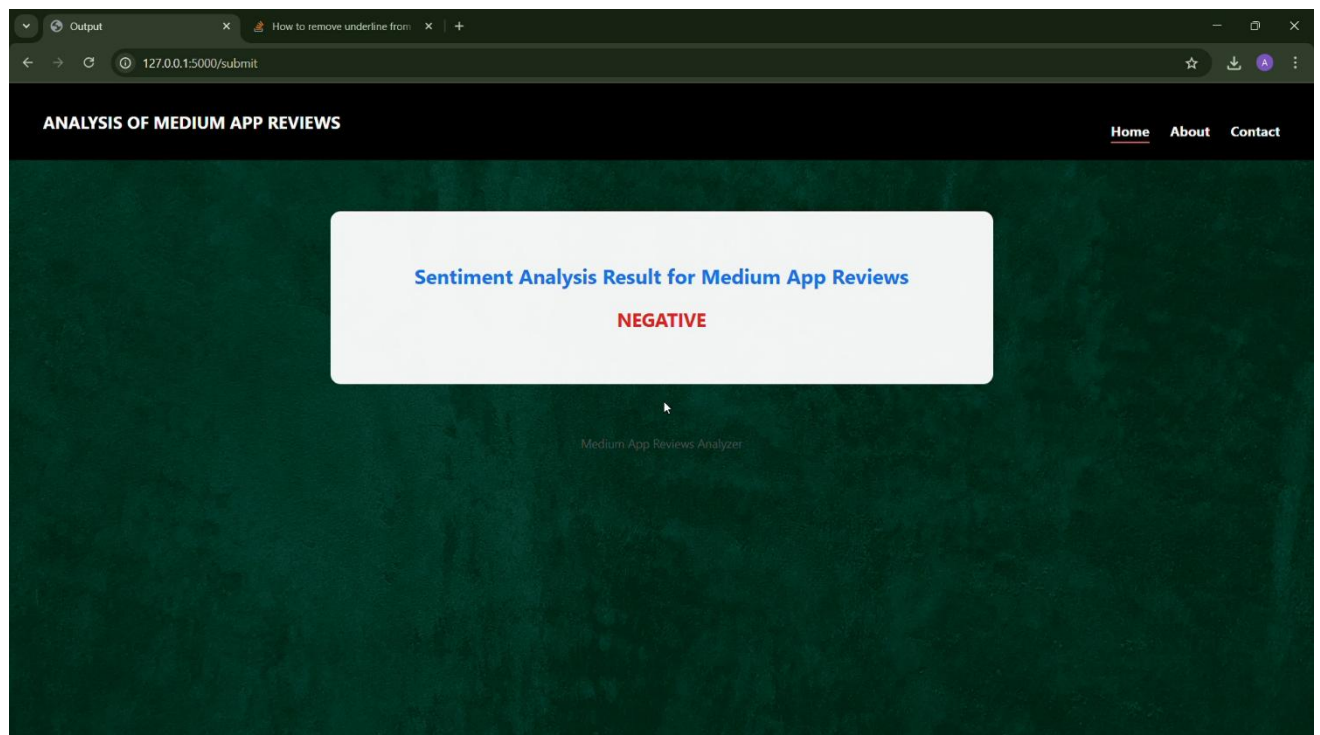 Output
How to remove underline from
127.0.0.1:5000/submit
A
ANALYSIS OF MEDIUM APP REVIEWS
Home About Contact
Sentiment Analysis Result for Medium App Reviews
NEGATIVE
Medium App Reviews Analyzer